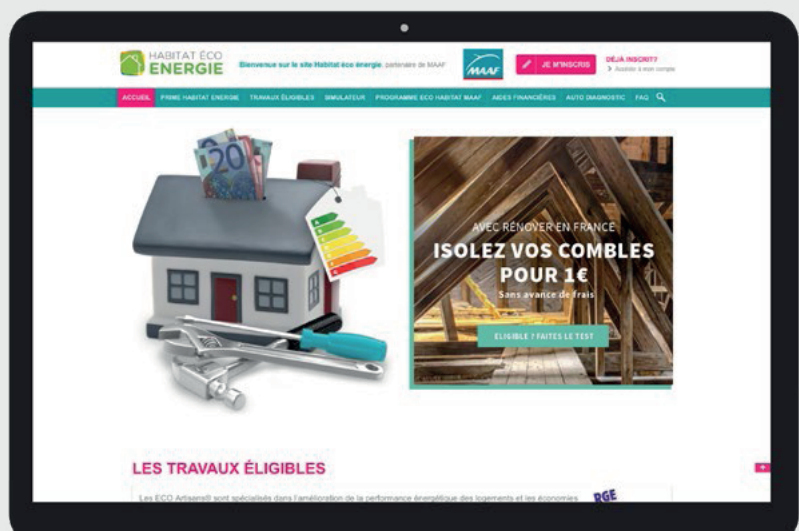 HABITAT ÉCO
ENERGIE
Bienvenue sur le site Habitat éco énergie, partenaire de MAAF
MAAF
JE M'INSCRIS
DÉJÀ INSCRIT?
> Accéder à mon compte
ACCUEIL PRIME HABITAT ENERGIE TRAVAUX ÉLIGIBLES SIMULATEUR PROGRAMME ECO HABITAT MAAF AIDES FINANCIÈRES AUTO DIAGNOSTIC FAQ
20
AVEC RÉNOVER EN FRANCE
ISOLEZ VOS COMBLES
POUR 1€
Sans avance de frais
ELIGIBLE ? FAITES LE TEST
LES TRAVAUX ÉLIGIBLES
+
Les ECO Artisans® sont spécialisés dans l'amélioration de la performance énergétique des logements et les économies
RGE